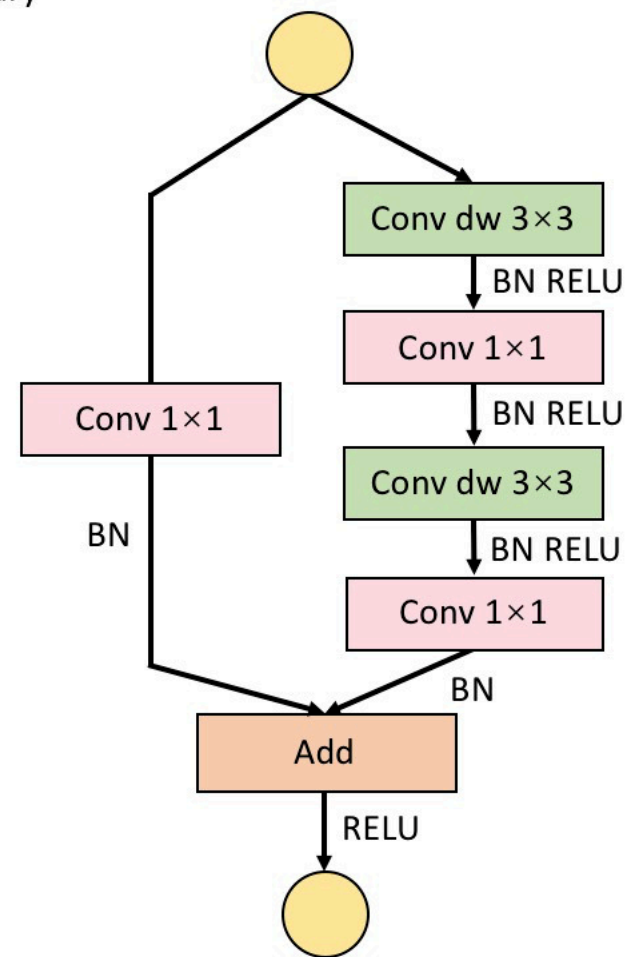 Conv dw 3×3
BN RELU
Conv 1×1
BN RELU
Conv 1×1
Conv dw 3×3
BN
BN RELU
Conv 1×1
BN
Add
RELU